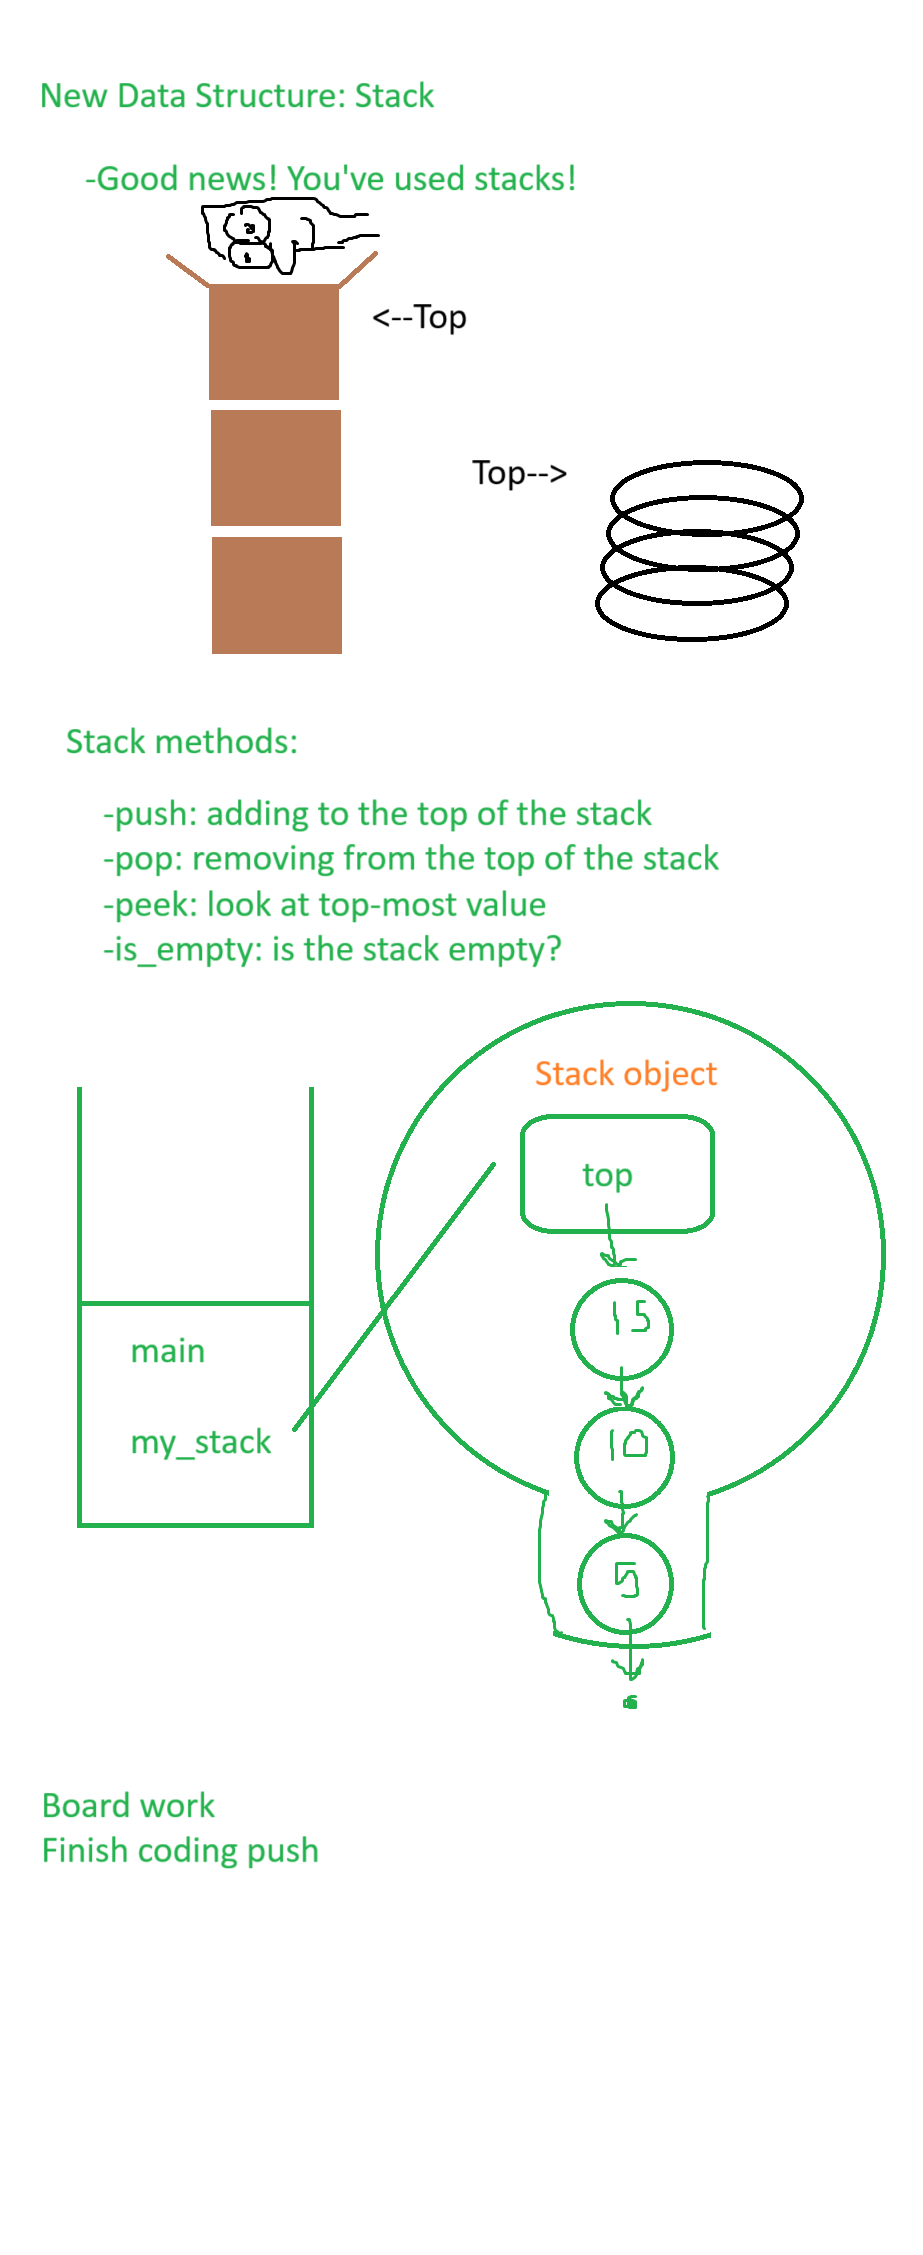 New Data Structure: Stack
-Good news! You've used stacks!
<--Top
Top-->
Stack methods:
-push: adding to the top of the stack
-pop: removing from the top of the stack
-peek: look at top-most value
-is_empty: is the stack empty?
Stack object
top
15
main
10
my_stack
5
Board work
Finish coding push